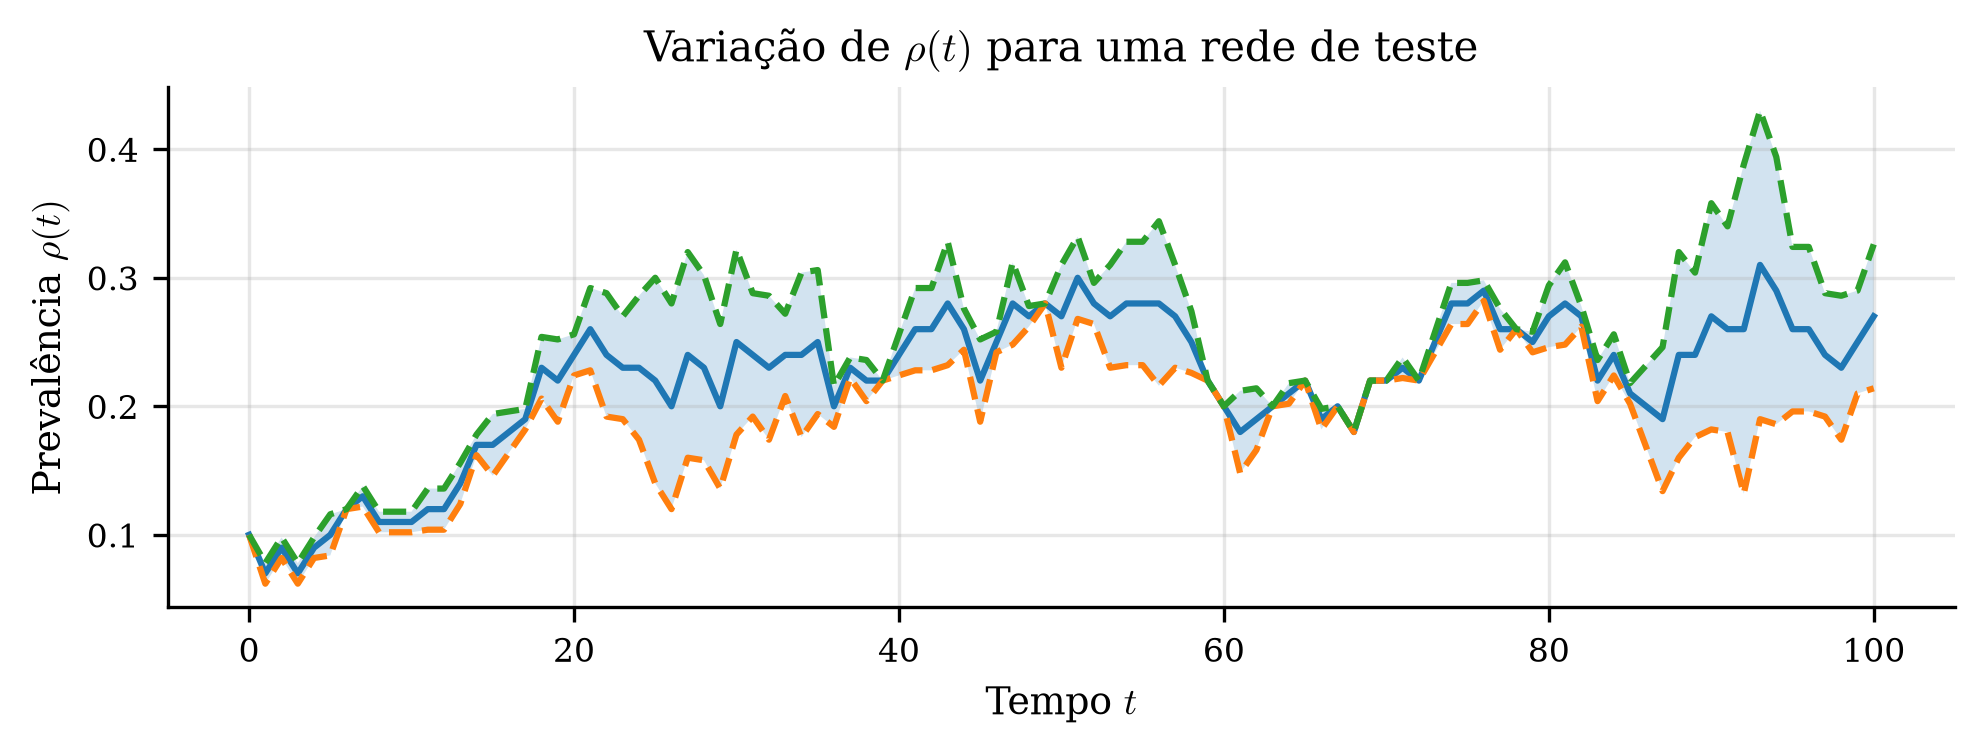 Variação de ρ(t) para uma rede de teste
Prevalência ρ(t)
0.4
0.3
0.2
0.1
0 20 40 60 80 100
Tempo t